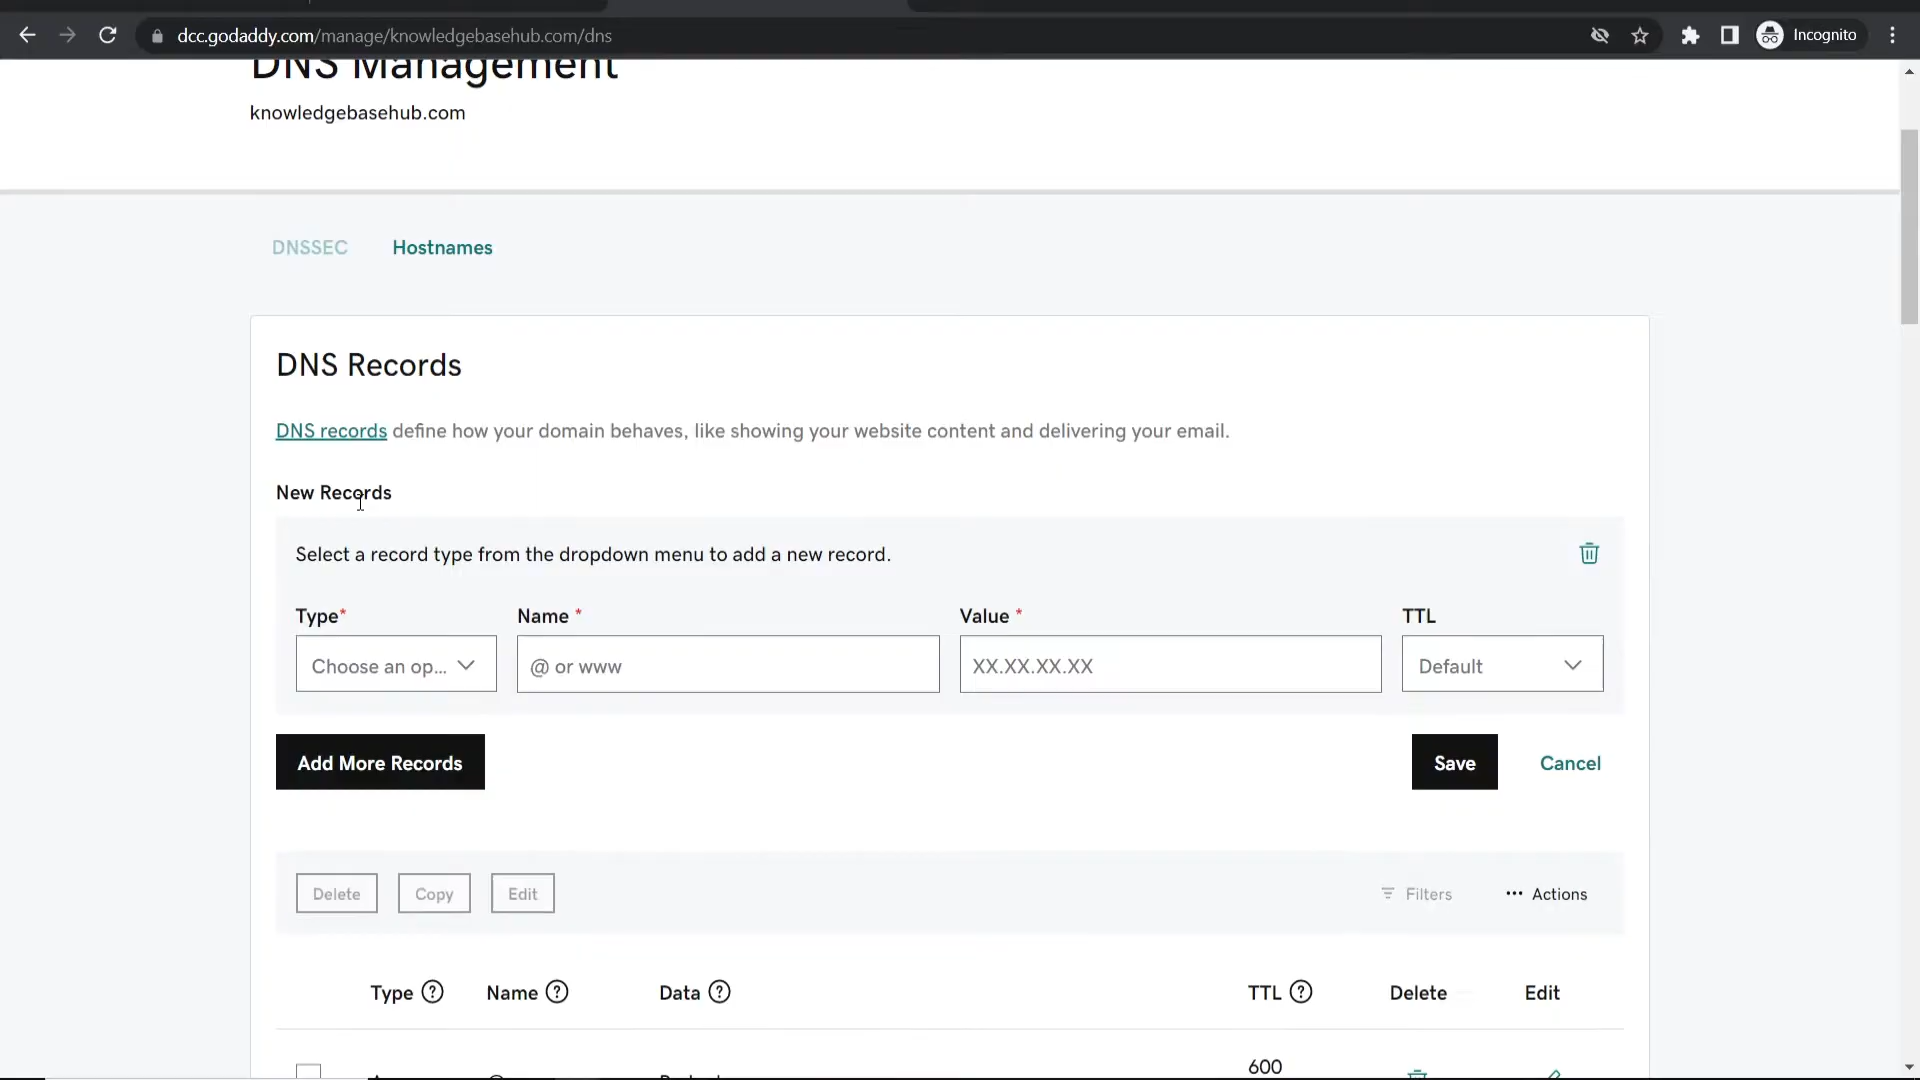 dcc.godaddy.com/manage/knowledgebasehub.com/dns
Incognito
DNS Management
knowledgebasehub.com
DNSSEC Hostnames
DNS Records
DNS records define how your domain behaves, like showing your website content and delivering your email.
New Records
Select a record type from the dropdown menu to add a new record.
Type* Name * Value * TTL
Choose an op... @ or www XX.XX.XX.XX Default
Add More Records Save Cancel
Delete Copy Edit Filters ••• Actions
Type ? Name ? Data ? TTL ? Delete Edit
600